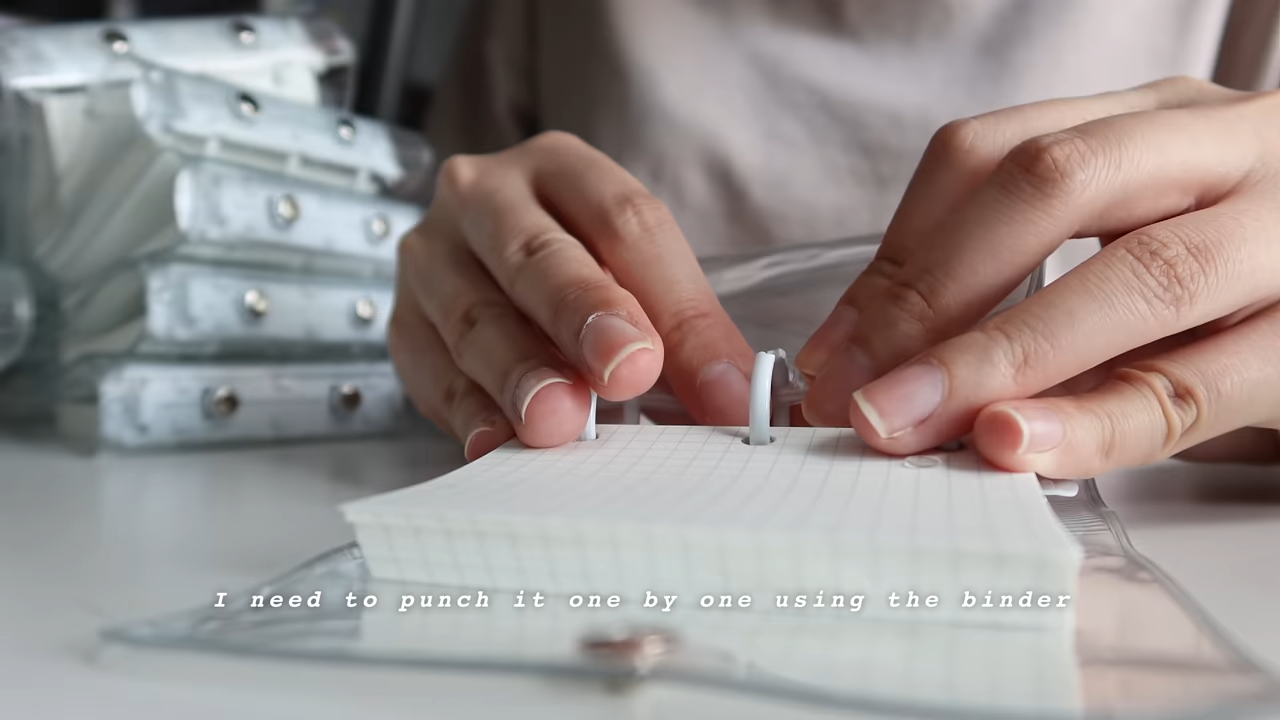 I need to punch it one by one using the binder